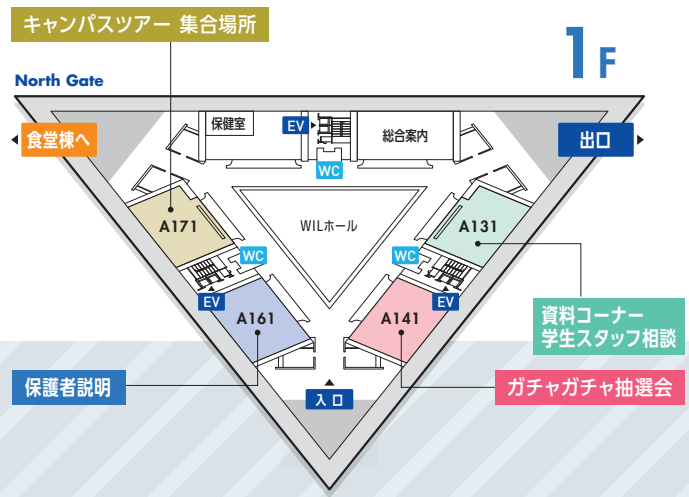 キャンパスツアー 集合場所
1F
North Gate
食堂棟へ
保健室
EV
総合案内
出口
WC
A171
WILホール
A131
WC
WC
EV
EV
A161
A141
資料コーナー
学生スタッフ相談
保護者説明
入口
ガチャガチャ抽選会